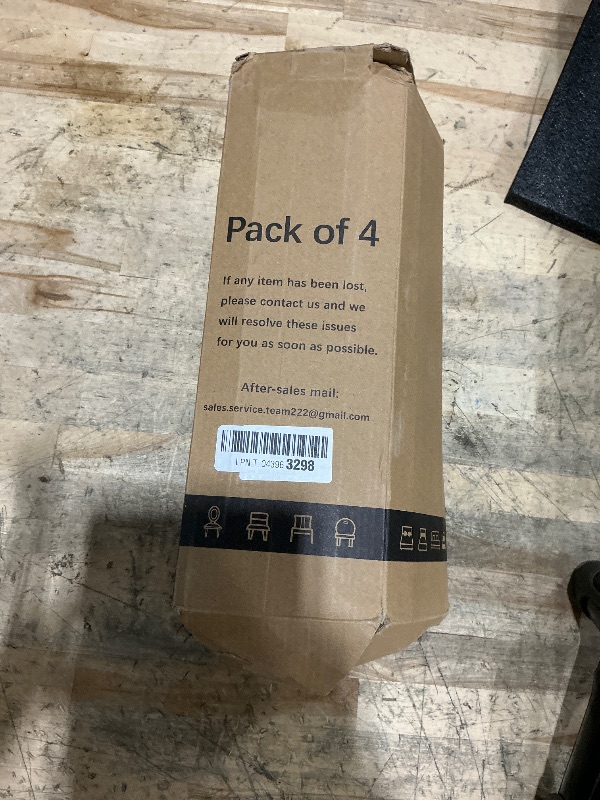 Pack of 4
If any item has been lost,
please contact us and we
will resolve these issues
for you as soon as possible.
After-sales mail:
sales.service.team222@gmail.com
3298